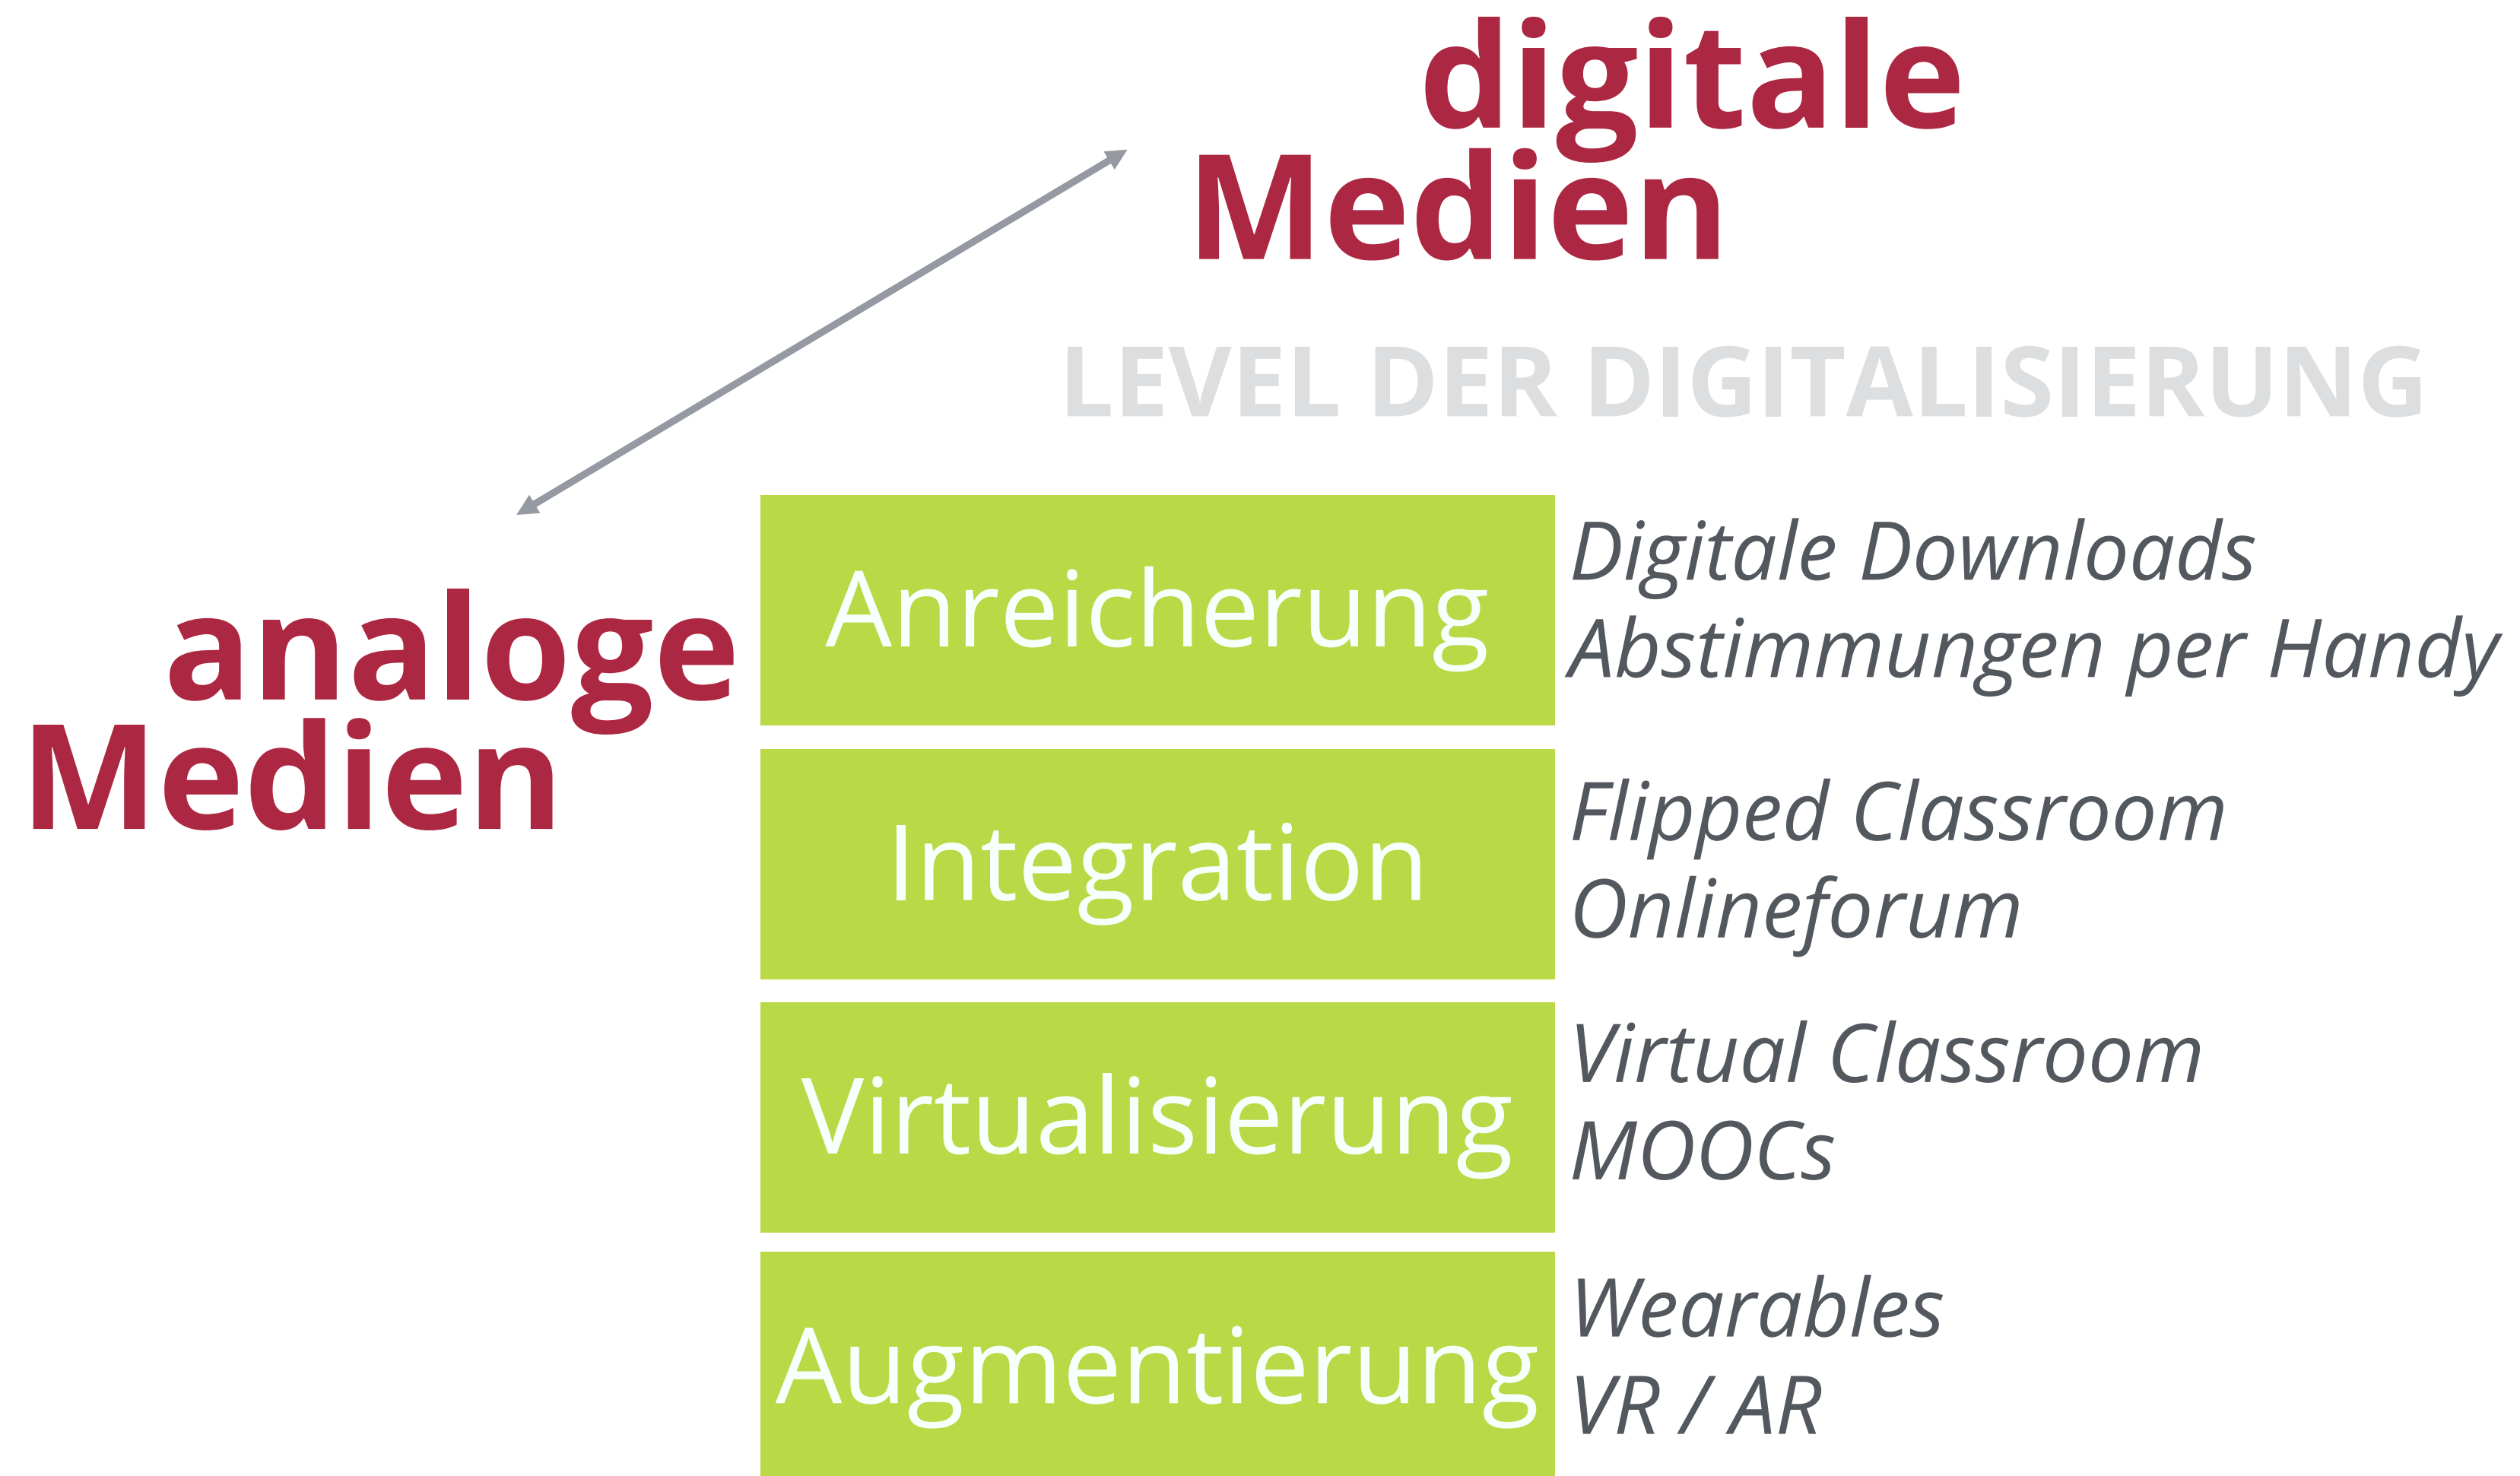 digitale
Medien
LEVEL DER DIGITALISIERUNG
analoge
Medien
Anreicherung
Digitale Downloads
Abstimmungen per Handy
Integration
Flipped Classroom
Onlineforum
Virtualisierung
Virtual Classroom
MOOCs
Augmentierung
Wearables
VR / AR